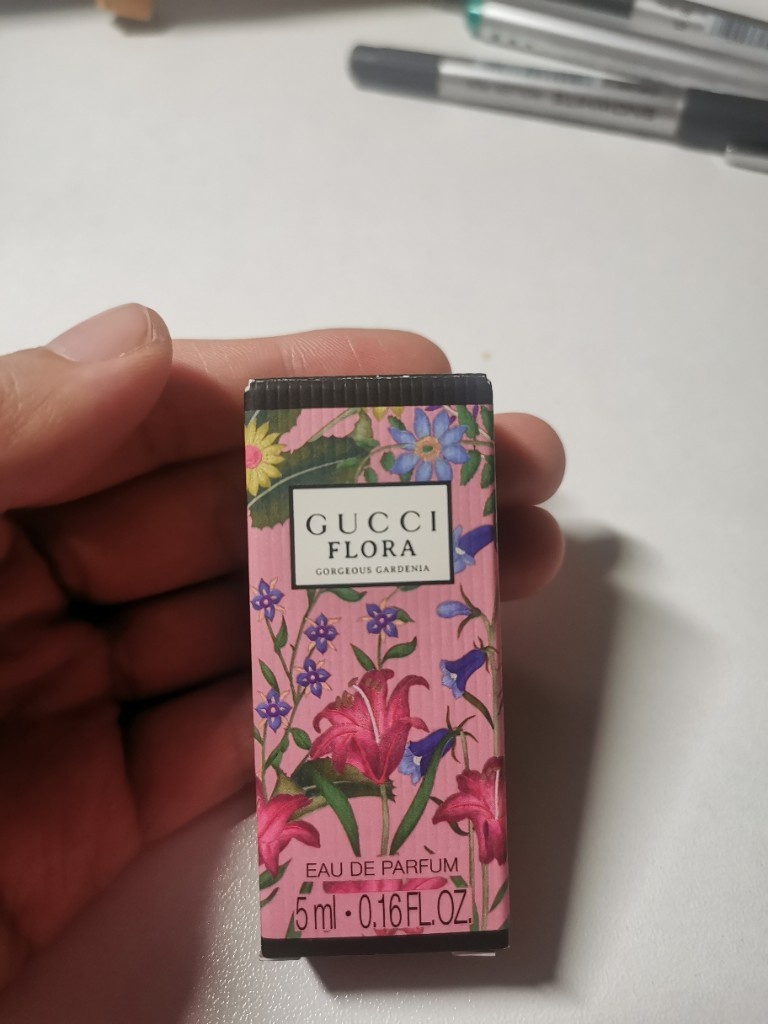 GUCCI
FLORA
GORGEOUS GARDENIA
EAU DE PARFUM
5 ml • 0.16 FL. OZ.